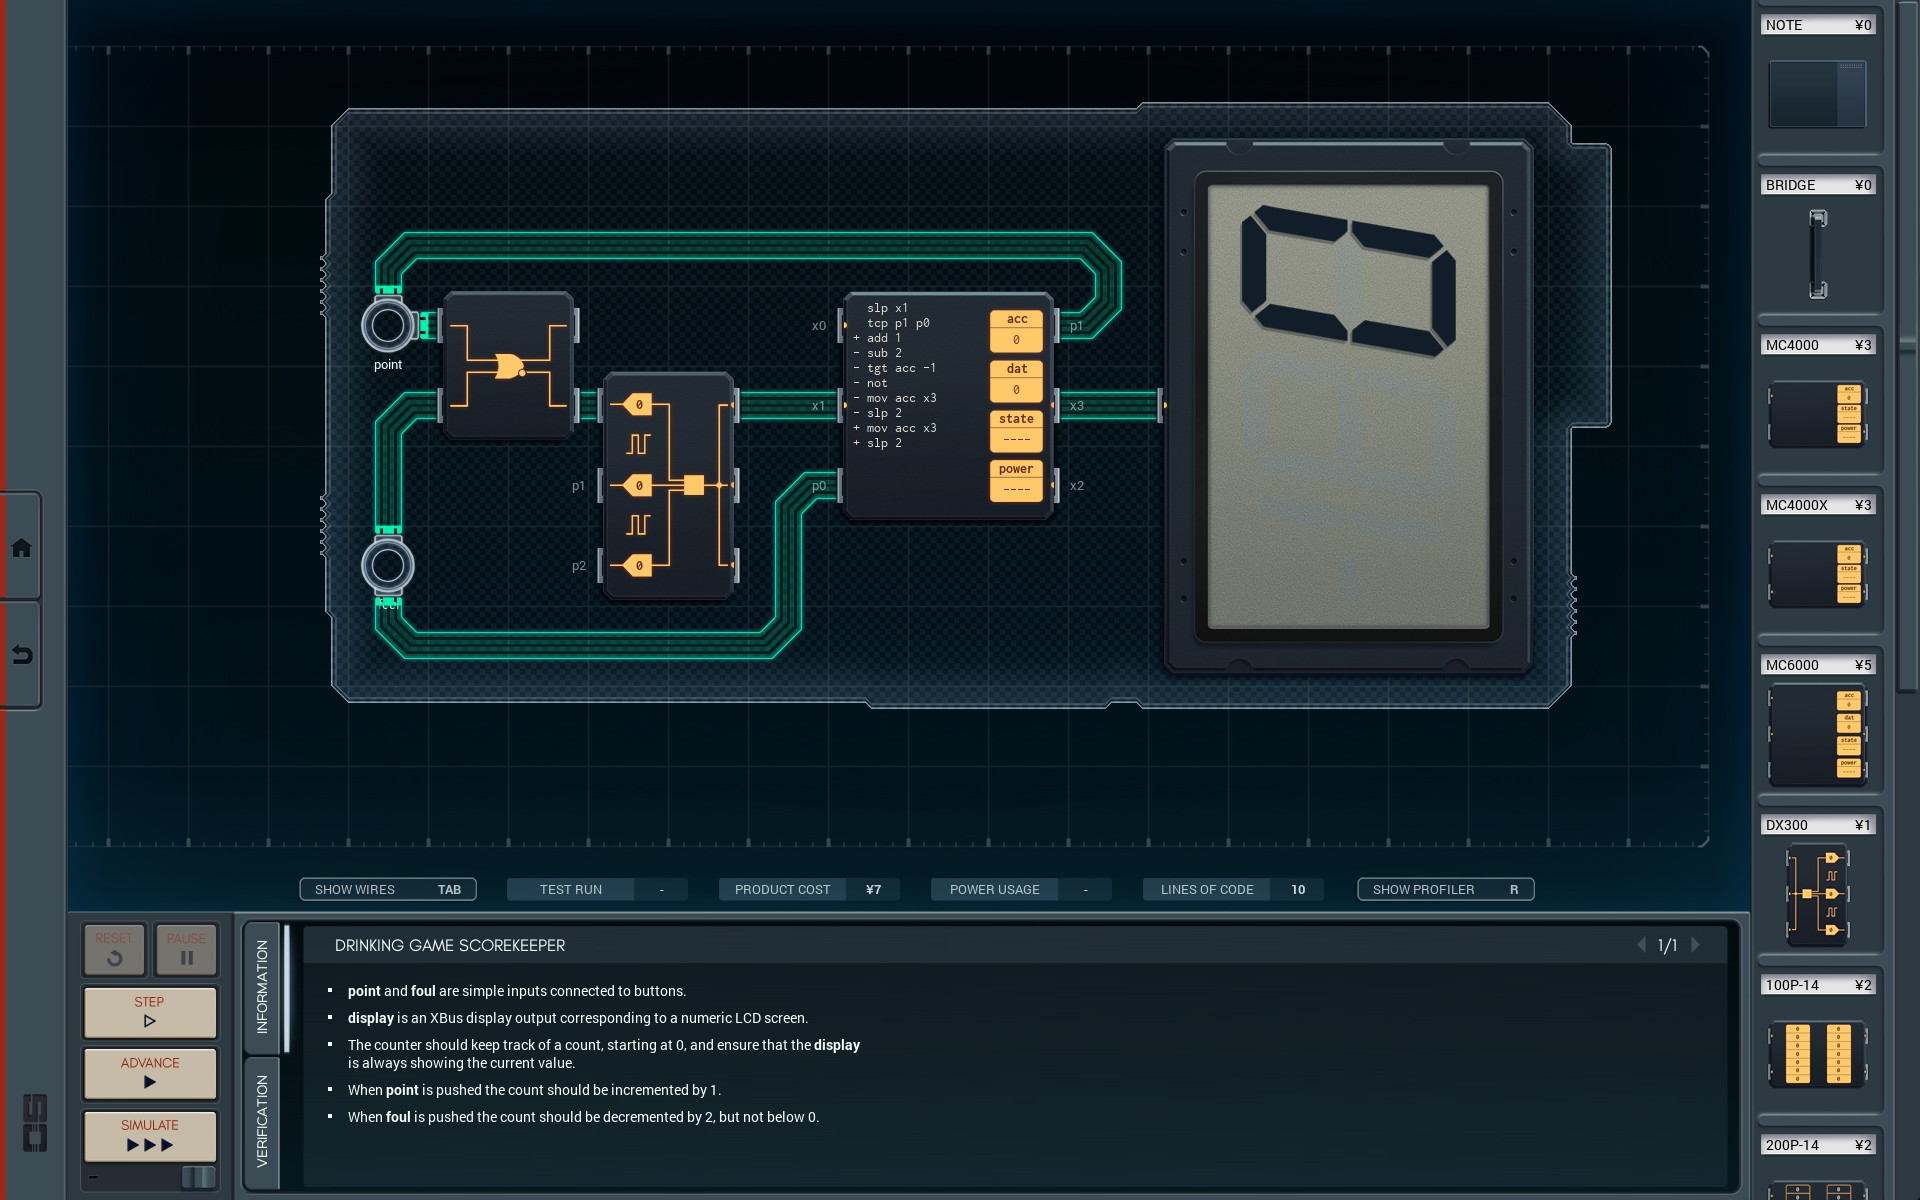 NOTE ¥0
BRIDGE ¥0
MC4000 ¥3
MC4000X ¥3
MC6000 ¥5
DX300 ¥1
100P-14 ¥2
200P-14 ¥2
point
p1
p2
0
0
0
x0
x1
p0
slp x1
tcp p1 p0
+ add 1
- sub 2
- tgt acc -1
- not
- mov acc x3
- slp 2
+ mov acc x3
+ slp 2
acc
0
dat
0
state
----
power
----
p1
x3
x2
SHOW WIRES TAB
TEST RUN -
PRODUCT COST ¥7
POWER USAGE -
LINES OF CODE 10
SHOW PROFILER R
RESET
PAUSE
STEP
ADVANCE
SIMULATE
INFORMATION
VERIFICATION
DRINKING GAME SCOREKEEPER
1/1
point and foul are simple inputs connected to buttons.
display is an XBus display output corresponding to a numeric LCD screen.
The counter should keep track of a count, starting at 0, and ensure that the display
is always showing the current value.
When point is pushed the count should be incremented by 1.
When foul is pushed the count should be decremented by 2, but not below 0.